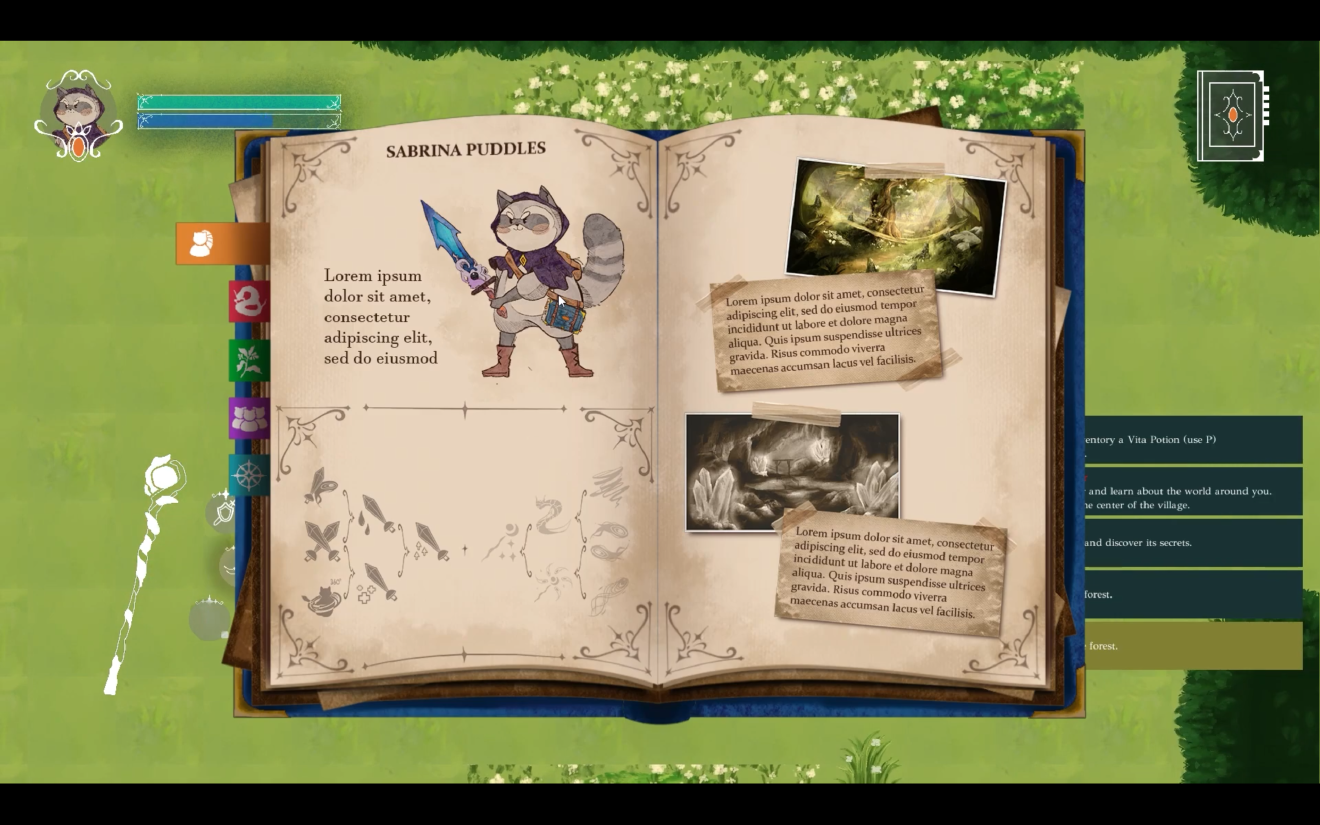 SABRINA PUDDLES
Lorem ipsum
dolor sit amet,
consectetur
adipiscing elit,
sed do eiusmod
Lorem ipsum dolor sit amet, consectetur
adipiscing elit, sed do eiusmod tempor
incididunt ut labore et dolore magna
aliqua. Quis ipsum suspendisse ultrices
gravida. Risus commodo viverra
maecenas accumsan lacus vel facilisis.
Lorem ipsum dolor sit amet, consectetur
adipiscing elit, sed do eiusmod tempor
incididunt ut labore et dolore magna
aliqua. Quis ipsum suspendisse ultrices
gravida. Risus commodo viverra
maecenas accumsan lacus vel facilisis.
entory a Vita Potion (use P)
.
and learn about the world around you.
he center of the village.
and discover its secrets.
forest.
forest.